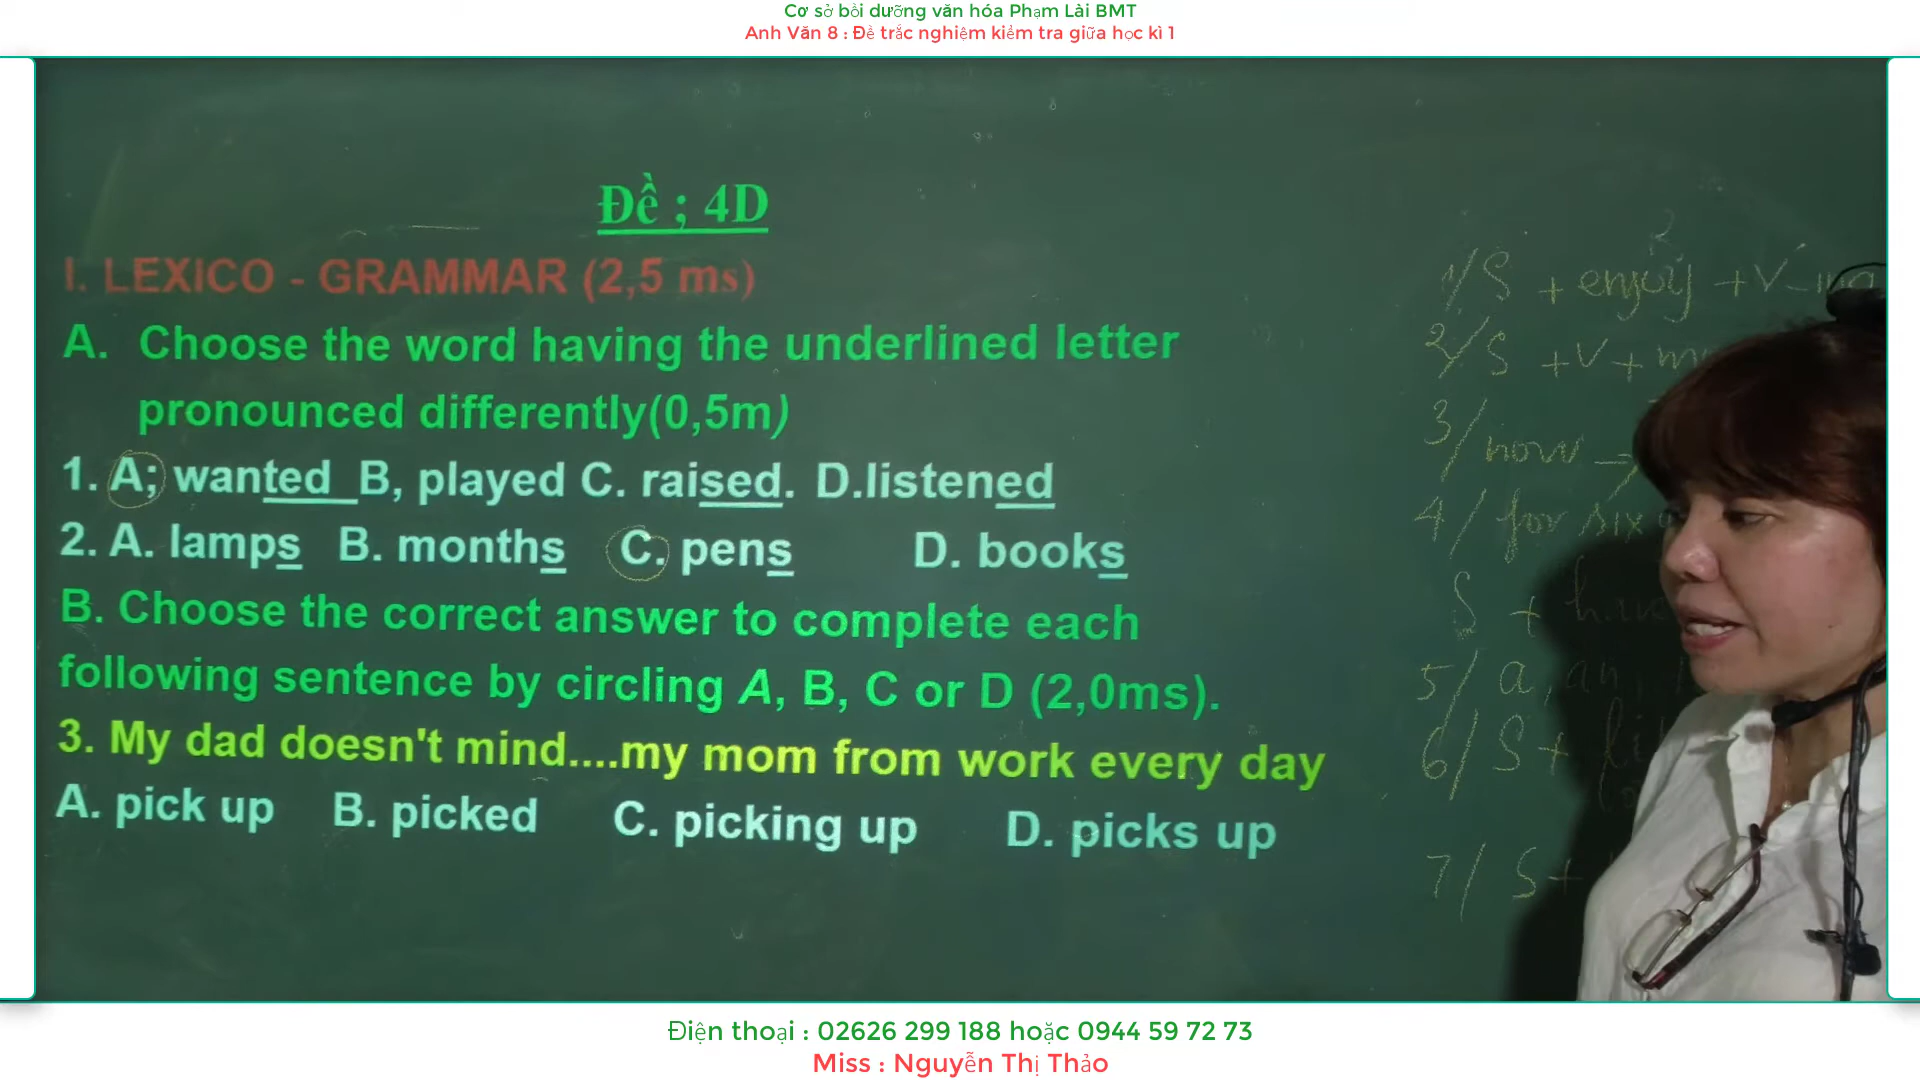 Cơ sở bồi dưỡng văn hóa Phạm Lài BMT
Anh Văn 8 : Đề trắc nghiệm kiểm tra giữa học kì 1
Đề ; 4D
I. LEXICO - GRAMMAR (2,5 ms)
A. Choose the word having the underlined letter
pronounced differently(0,5m)
1. A; wanted B, played C. raised. D.listened
2. A. lamps B. months C. pens D. books
B. Choose the correct answer to complete each
following sentence by circling A, B, C or D (2,0ms).
3. My dad doesn't mind....my mom from work every day
A. pick up B. picked C. picking up D. picks up
1/ S + enjoy + V-ing
2/ S + V +
3/ now →
4/ for six
S + have
5/ a, an,
6/ S +
7/ S +
Điện thoại : 02626 299 188 hoặc 0944 59 72 73
Miss : Nguyễn Thị Thảo